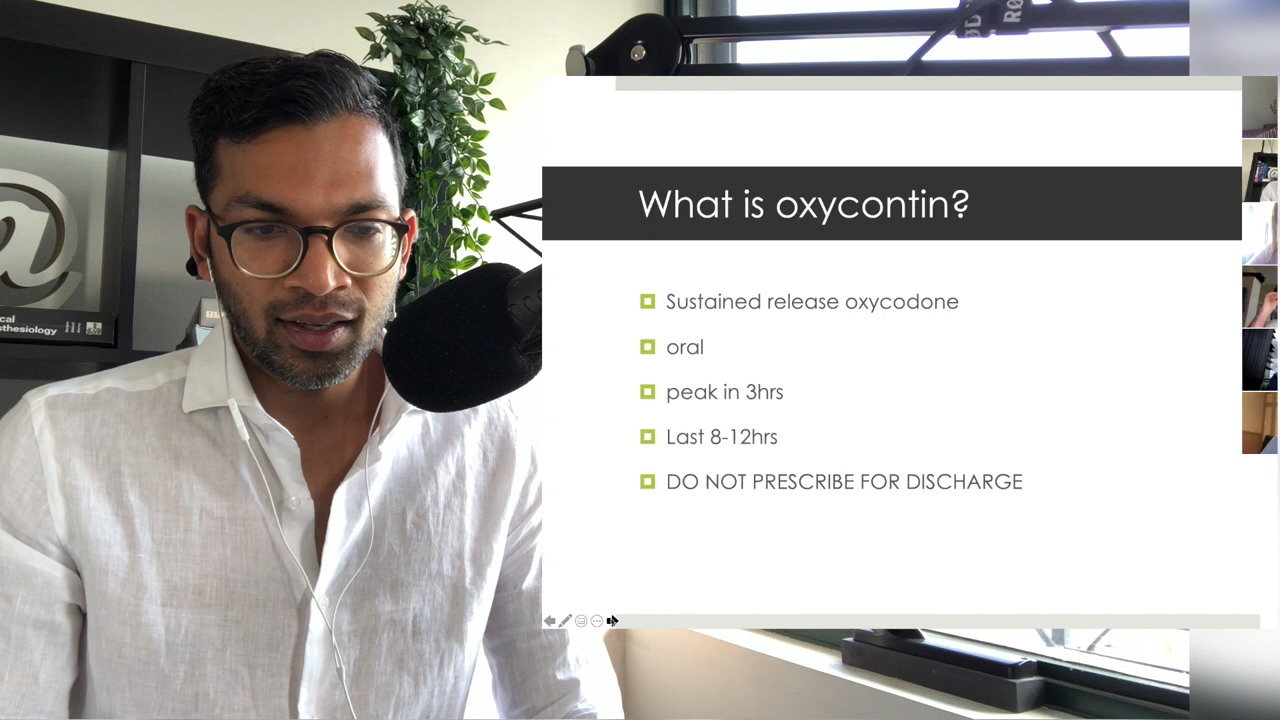 What is oxycontin?
Sustained release oxycodone
oral
peak in 3hrs
Last 8-12hrs
DO NOT PRESCRIBE FOR DISCHARGE